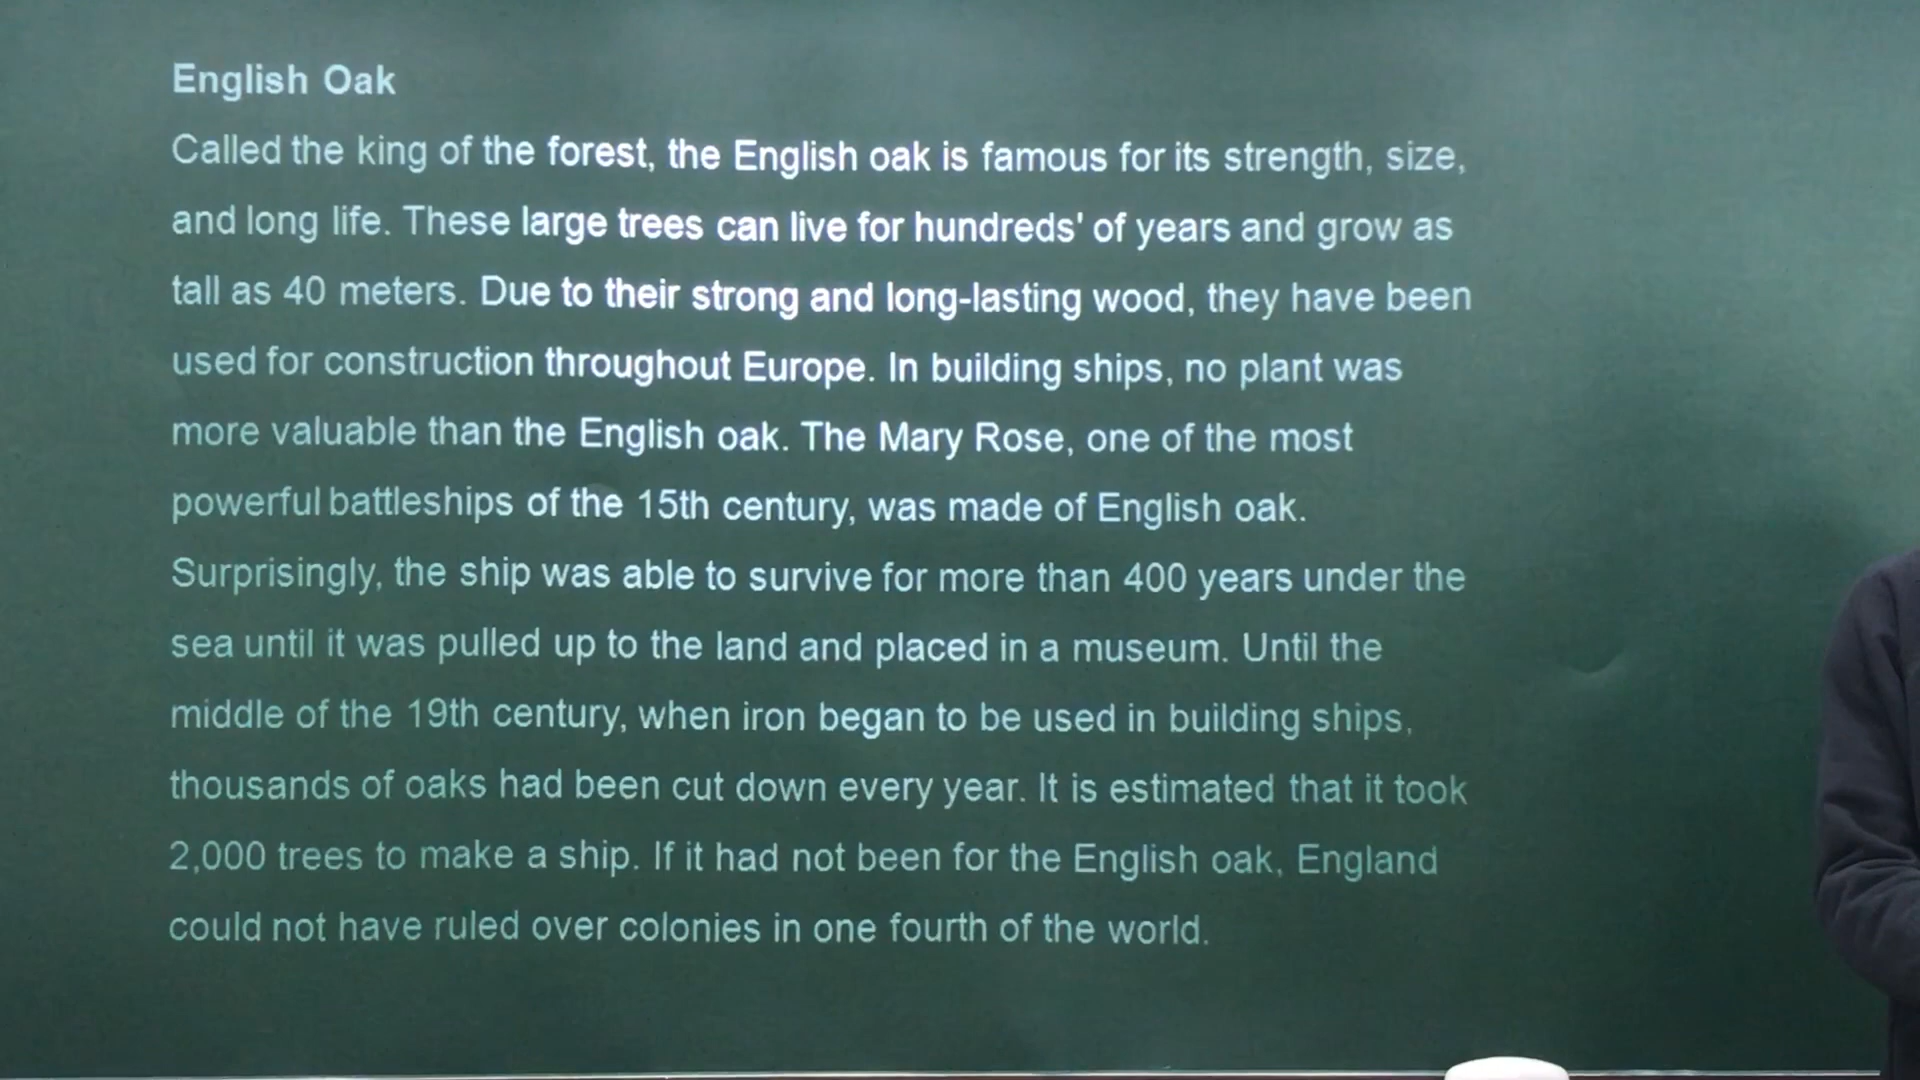 English Oak
Called the king of the forest, the English oak is famous for its strength, size,
and long life. These large trees can live for hundreds' of years and grow as
tall as 40 meters. Due to their strong and long-lasting wood, they have been
used for construction throughout Europe. In building ships, no plant was
more valuable than the English oak. The Mary Rose, one of the most
powerful battleships of the 15th century, was made of English oak.
Surprisingly, the ship was able to survive for more than 400 years under the
sea until it was pulled up to the land and placed in a museum. Until the
middle of the 19th century, when iron began to be used in building ships,
thousands of oaks had been cut down every year. It is estimated that it took
2,000 trees to make a ship. If it had not been for the English oak, England
could not have ruled over colonies in one fourth of the world.